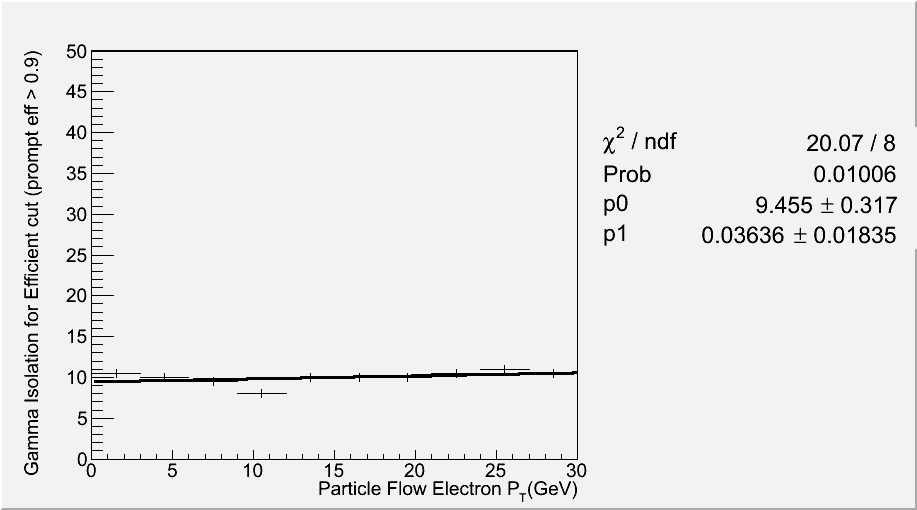 Gamma Isolation for Efficient cut (prompt eff > 0.9)
50
45
40
35
30
25
20
15
10
5
0
0 5 10 15 20 25 30
Particle Flow Electron P_T(GeV)
χ² / ndf 20.07 / 8
Prob 0.01006
p0 9.455 ± 0.317
p1 0.03636 ± 0.01835